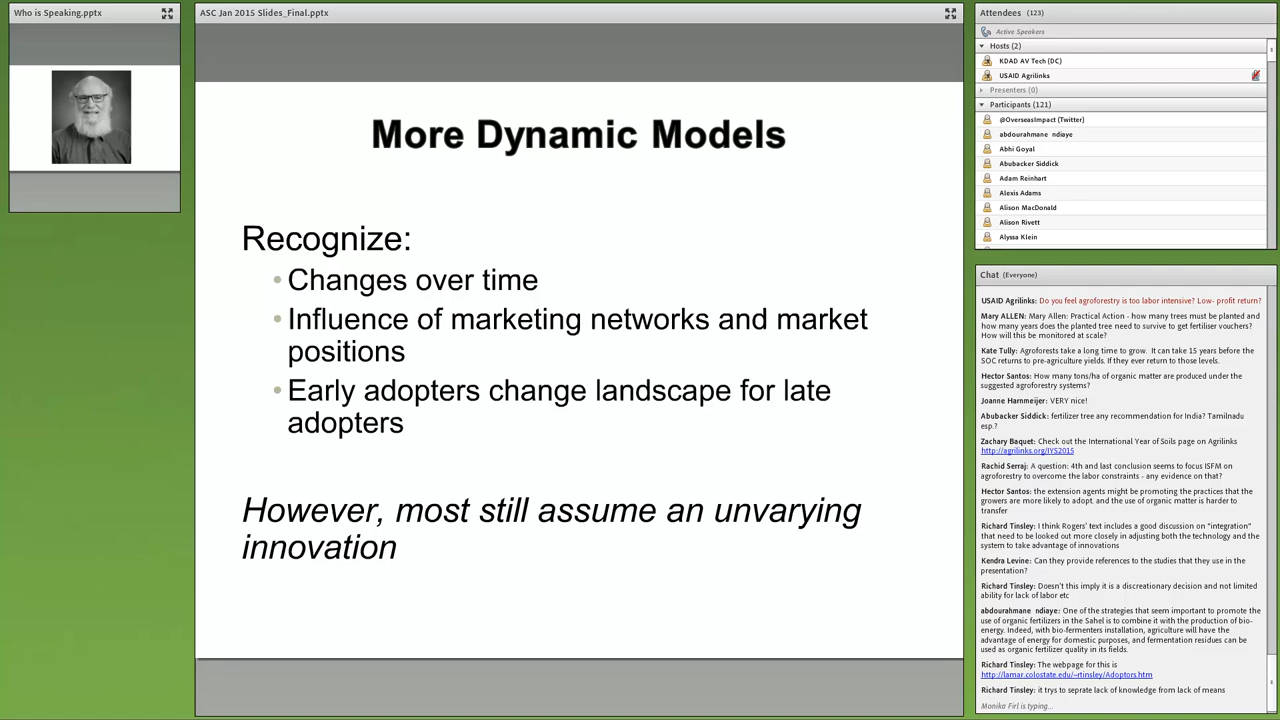 Who is Speaking.pptx
ASC Jan 2015 Slides_Final.pptx
More Dynamic Models
Recognize:
• Changes over time
• Influence of marketing networks and market
positions
• Early adopters change landscape for late
adopters
However, most still assume an unvarying
innovation
Attendees (123)
Active Speakers
Hosts (2)
KDAD AV Tech (DC)
USAID Agrilinks
Presenters (0)
Participants (121)
@OverseasImpact (Twitter)
abdourahmane ndiaye
Abhi Goyal
Abubacker Siddick
Adam Reinhart
Alexis Adams
Alison MacDonald
Alison Rivett
Alyssa Klein
Chat (Everyone)
USAID Agrilinks: Do you feel agroforestry is too labor intensive? Low- profit return?
Mary ALLEN: Mary Allen: Practical Action - how many trees must be planted and
how many years does the planted tree need to survive to get fertiliser vouchers?
How will this be monitored at scale?
Kate Tully: Agroforests take a long to grow. It can take 15 years before the
SOC returns to pre-agriculture yields. If they ever return to those levels.
Hector Santos: How many tons/ha of organic matter are produced under the
suggested agroforestry systems?
Joanne Harnmeijer: VERY nice!
Abubacker Siddick: fertilizer tree any recommendation for India? Tamilnadu
esp.?
Zachary Baquet: Check out the International Year of Soils page on Agrilinks
http://agrilinks.org/IYS2015
Rachid Serraj: A question: 4th and last conclusion seems to focus ISFM on
agroforestry to overcome the labor constraints - any evidence on that?
Hector Santos: the extension agents might be promoting the practices that the
growers are more likely to adopt, and the use of organic matter is harder to
transfer
Richard Tinsley: I think Rogers' text includes a good discussion on "integration"
that need to be looked out more closely in adjusting both the technology and the
system to take advantage of innovations
Kendra Levine: Can they provide references to the studies that they use in the
presentation?
Richard Tinsley: Doesn't this imply it is a discreationary decision and not limited
ability for lack of labor etc
abdourahmane ndiaye: One of the strategies that seem important to promote the
use of organic fertilizers in the Sahel is to combine it with the production of bio-
energy. Indeed, with bio-fermenters installation, agriculture will have the
advantage of energy for domestic purposes, and fermentation residues can be
used as organic fertilizer quality in its fields.
Richard Tinsley: The webpage for this is
http://lamar.colostate.edu/~rtinsley/Adoptors.htm
Richard Tinsley: it trys to seprate lack of knowledge from lack of means
Monika Firl is typing...